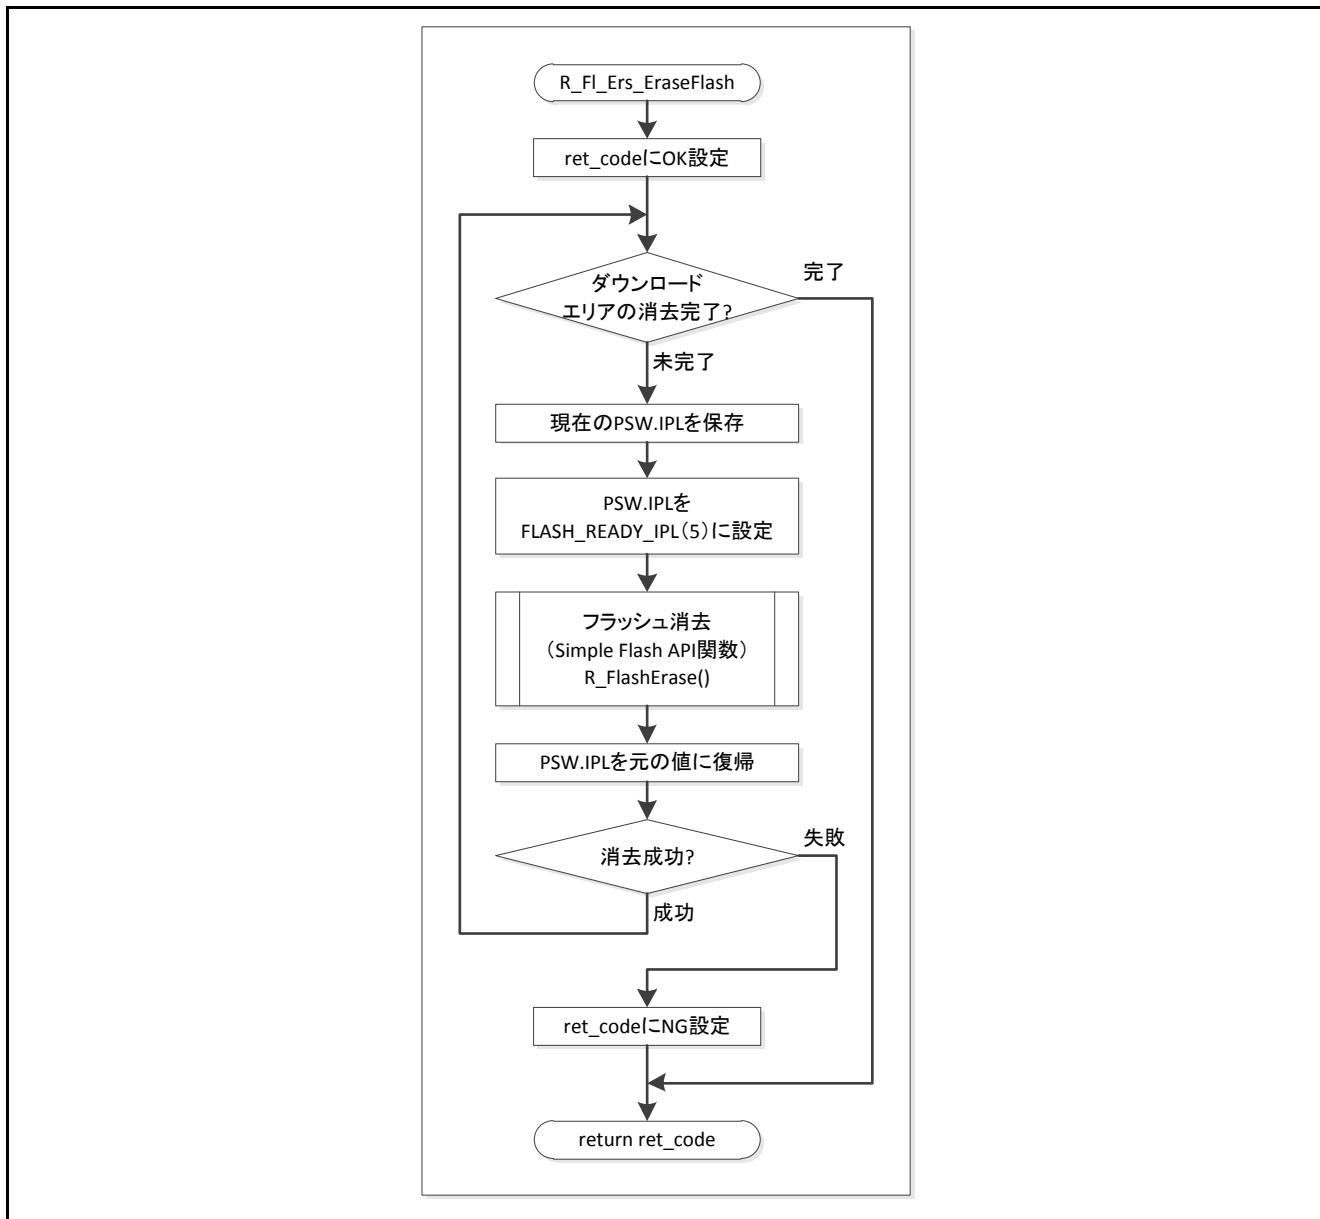 R_Fl_Ers_EraseFlash
ret_codeにOK設定
ダウンロード
エリアの消去完了?
完了
未完了
現在のPSW.IPLを保存
PSW.IPLを
FLASH_READY_IPL(5)に設定
フラッシュ消去
(Simple Flash API関数)
R_FlashErase()
PSW.IPLを元の値に復帰
消去成功?
失敗
成功
ret_codeにNG設定
return ret_code